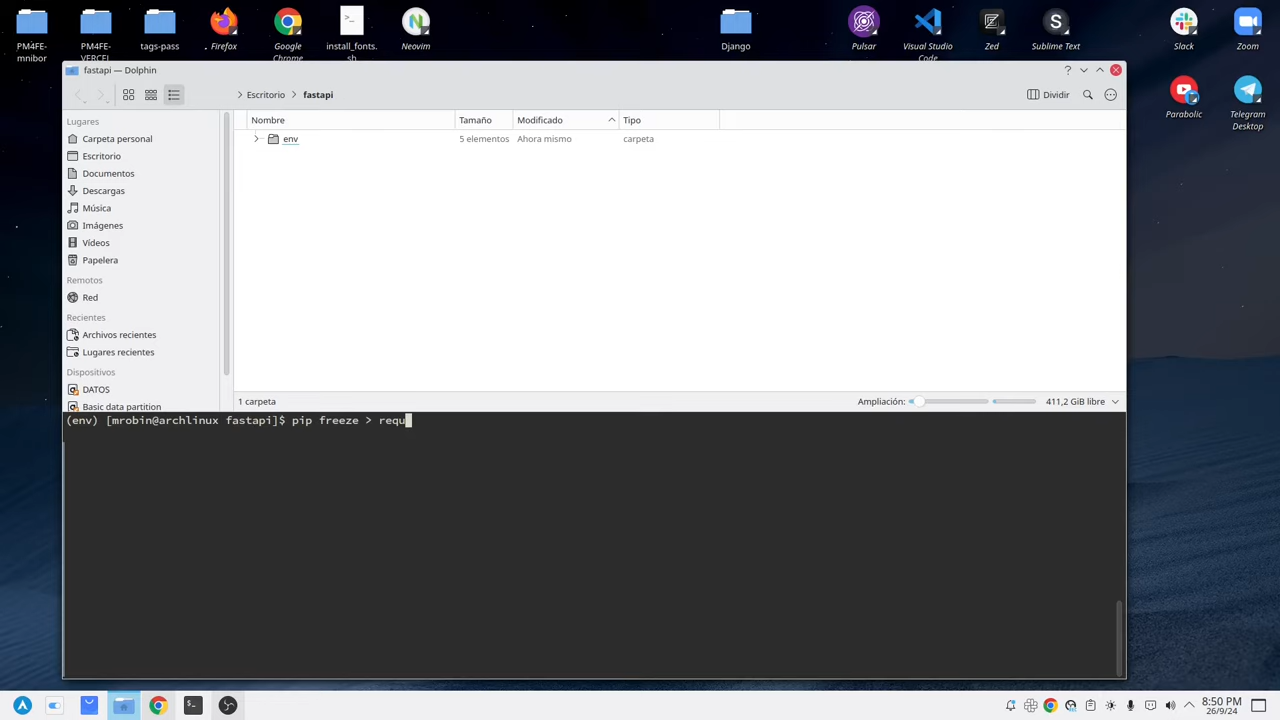 PM4FE-
mnibor
PM4FE-
VERCEL
tags-pass
Firefox
Google
Chrome
install_fonts.
sh
Neovim
Django
Pulsar
Visual Studio
Code
Zed
Sublime Text
Slack
Zoom
Parabolic
Telegram
Desktop
fastapi — Dolphin
Escritorio
fastapi
Dividir
Lugares
Carpeta personal
Escritorio
Documentos
Descargas
Música
Imágenes
Vídeos
Papelera
Remotos
Red
Recientes
Archivos recientes
Lugares recientes
Dispositivos
DATOS
Basic data partition
Nombre Tamaño Modificado Tipo
env 5 elementos Ahora mismo carpeta
1 carpeta
Ampliación:
411,2 GiB libre
(env) [mrobin@archlinux fastapi]$ pip freeze > requ
8:50 PM
26/9/24